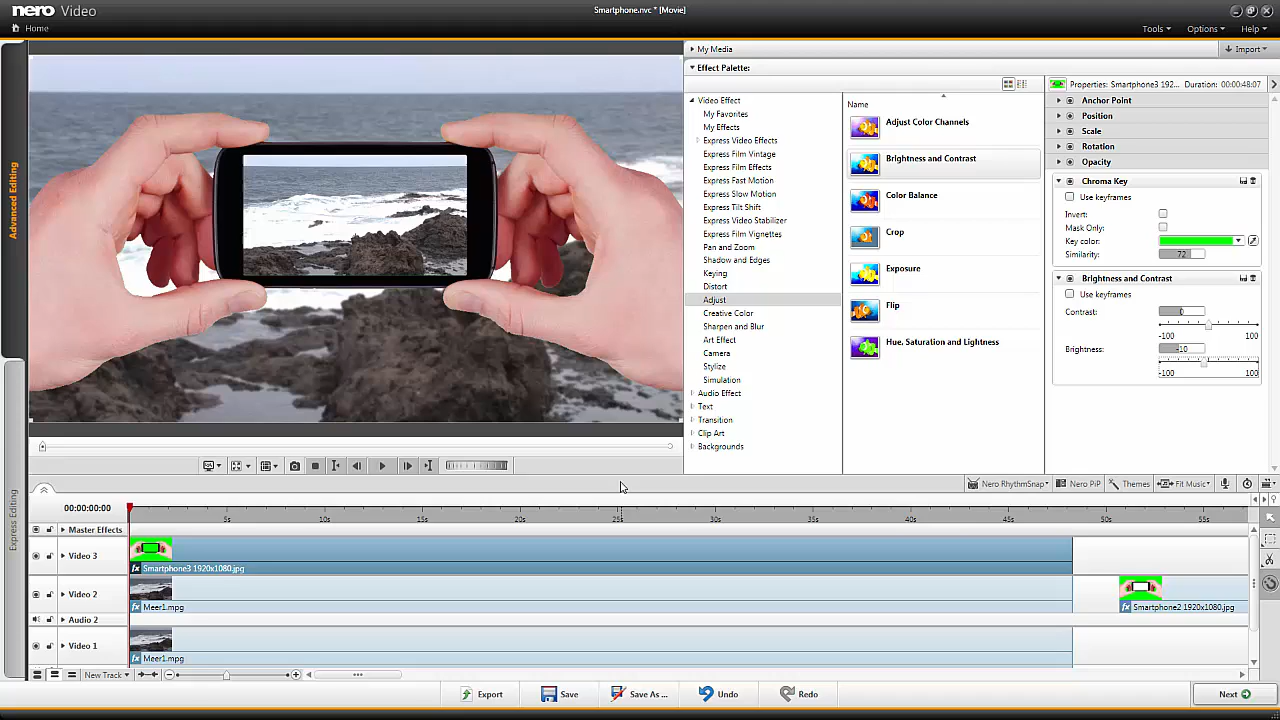 nero Video
Smartphone.nvc * [Movie]
Home
Tools
Options
Help
Advanced Editing
Express Editing
My Media
Import
Effect Palette:
Video Effect
My Favorites
My Effects
Express Video Effects
Express Film Vintage
Express Film Effects
Express Fast Motion
Express Slow Motion
Express Tilt Shift
Express Video Stabilizer
Express Film Vignettes
Pan and Zoom
Shadow and Edges
Keying
Distort
Adjust
Creative Color
Sharpen and Blur
Art Effect
Camera
Stylize
Simulation
Audio Effect
Text
Transition
Clip Art
Backgrounds
Name
Adjust Color Channels
Brightness and Contrast
Color Balance
Crop
Exposure
Flip
Hue, Saturation and Lightness
Properties: Smartphone3 192... Duration: 00:00:48:07
Anchor Point
Position
Scale
Rotation
Opacity
Chroma Key
Use keyframes
Invert:
Mask Only:
Key color:
Similarity: 72
Brightness and Contrast
Use keyframes
Contrast: 0
-100 100
Brightness: -10
-100 100
Nero RhythmSnap
Nero PiP
Themes
Fit Music
00:00:00:00
5s 10s 15s 20s 25s 30s 35s 40s 45s 50s 55s
Master Effects
Video 3
fx Smartphone3 1920x1080.jpg
Video 2
fx Meer1.mpg
fx Smartphone2 1920x1080.jpg
Audio 2
Video 1
fx Meer1.mpg
New Track
Export
Save
Save As ...
Undo
Redo
Next